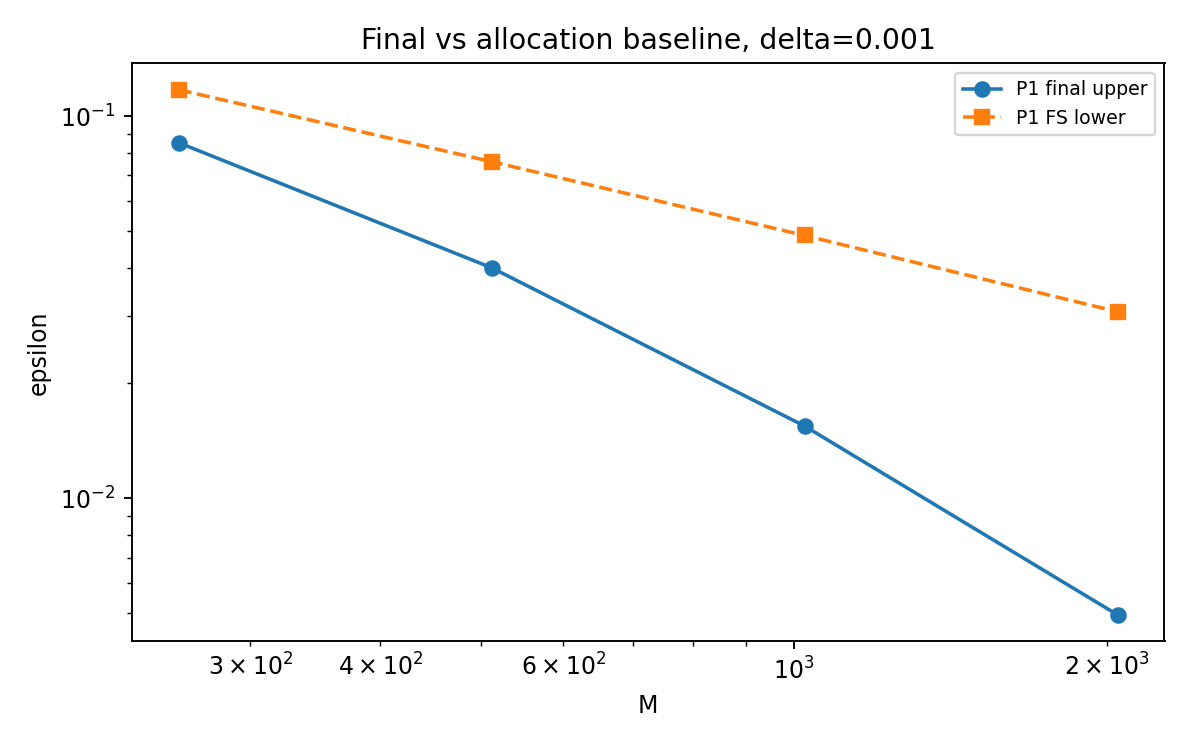 Final vs allocation baseline, delta=0.001
P1 final upper
P1 FS lower
10⁻¹
10⁻²
epsilon
3 × 10² 4 × 10² 6 × 10² 10³ 2 × 10³
M